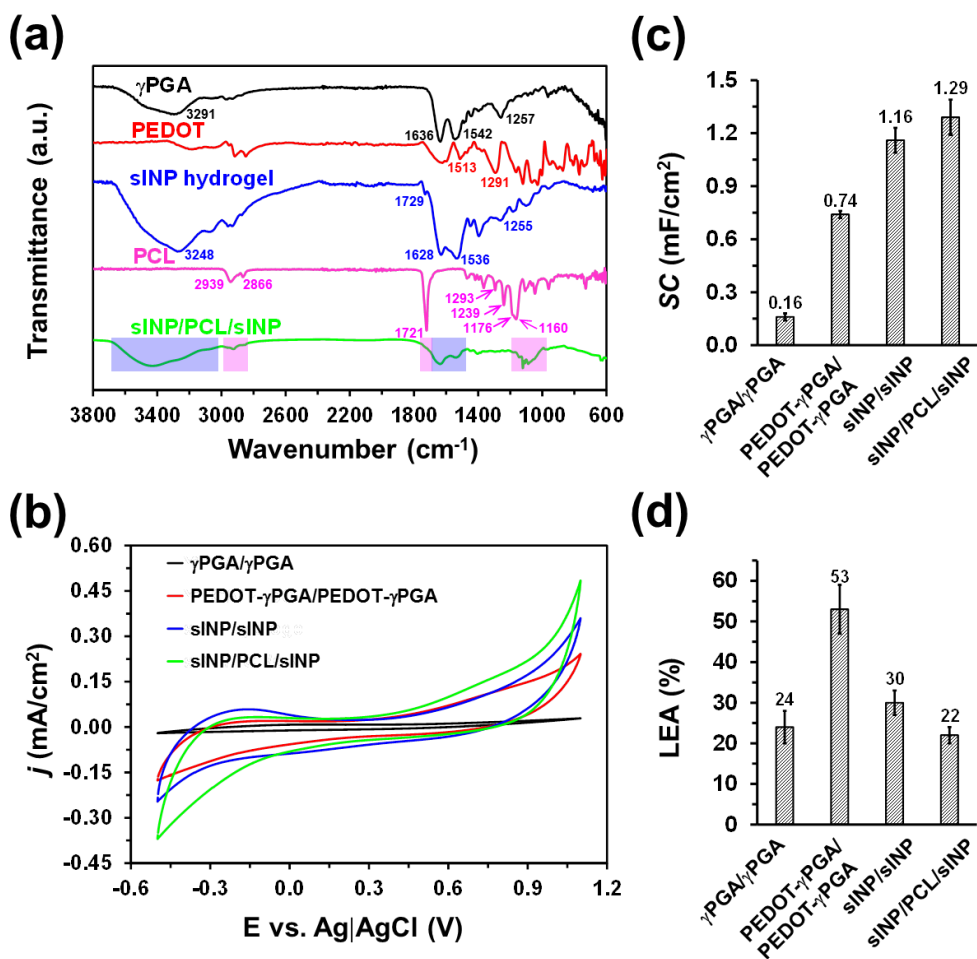 (a)
γPGA
3291
1636
1542
1257
PEDOT
1513
1291
sINP hydrogel
1729
3248
1628
1536
1255
PCL
2939
2866
1721
1293
1239
1176
1160
sINP/PCL/sINP
Transmittance (a.u.)
3800 3400 3000 2600 2200 1800 1400 1000 600
Wavenumber (cm-1)
(b)
γPGA/γPGA
PEDOT-γPGA/PEDOT-γPGA
sINP/sINP
sINP/PCL/sINP
j (mA/cm2)
0.60
0.45
0.30
0.15
0.00
-0.15
-0.30
-0.45
-0.6 -0.3 0.0 0.3 0.6 0.9 1.2
E vs. Ag|AgCl (V)
(c)
SC (mF/cm2)
1.5
1.2
0.9
0.6
0.3
0.0
0.16
0.74
1.16
1.29
γPGA/γPGA
PEDOT-γPGA/
PEDOT-γPGA
sINP/sINP
sINP/PCL/sINP
(d)
LEA (%)
60
50
40
30
20
10
0
24
53
30
22
γPGA/γPGA
PEDOT-γPGA/
PEDOT-γPGA
sINP/sINP
sINP/PCL/sINP